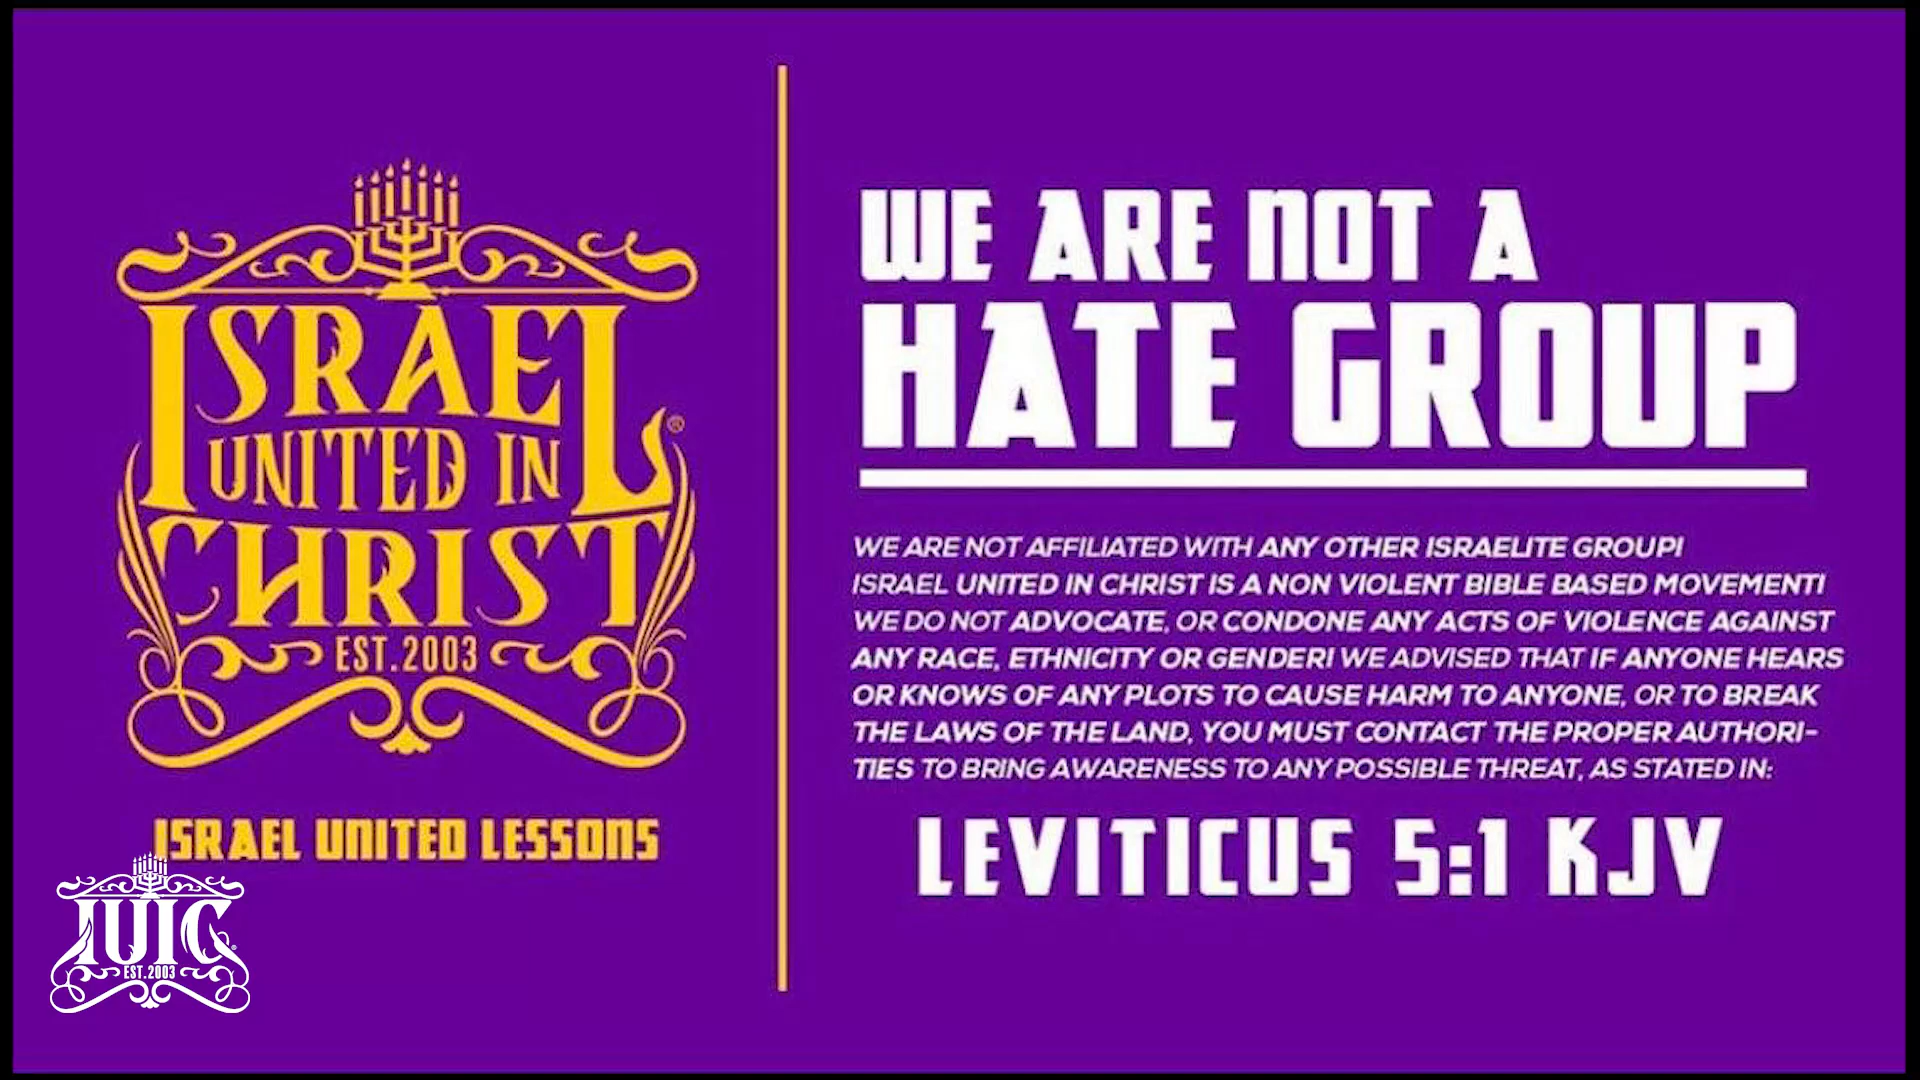 ISRAEL
UNITED IN
CHRIST
®
EST.2003
ISRAEL UNITED LESSONS
IUIC
EST.2003
WE ARE NOT A
HATE GROUP
WE ARE NOT AFFILIATED WITH ANY OTHER ISRAELITE GROUP!
ISRAEL UNITED IN CHRIST IS A NON VIOLENT BIBLE BASED MOVEMENT!
WE DO NOT ADVOCATE, OR CONDONE ANY ACTS OF VIOLENCE AGAINST
ANY RACE, ETHNICITY OR GENDER! WE ADVISED THAT IF ANYONE HEARS
OR KNOWS OF ANY PLOTS TO CAUSE HARM TO ANYONE, OR TO BREAK
THE LAWS OF THE LAND, YOU MUST CONTACT THE PROPER AUTHORI-
TIES TO BRING AWARENESS TO ANY POSSIBLE THREAT, AS STATED IN:
LEVITICUS 5:1 KJV